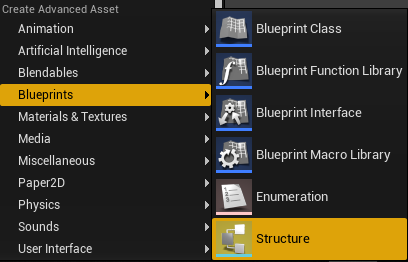 Create Advanced Asset
Animation
Artificial Intelligence
Blendables
Blueprints
Materials & Textures
Media
Miscellaneous
Paper2D
Physics
Sounds
User Interface
Blueprint Class
Blueprint Function Library
Blueprint Interface
Blueprint Macro Library
Enumeration
Structure